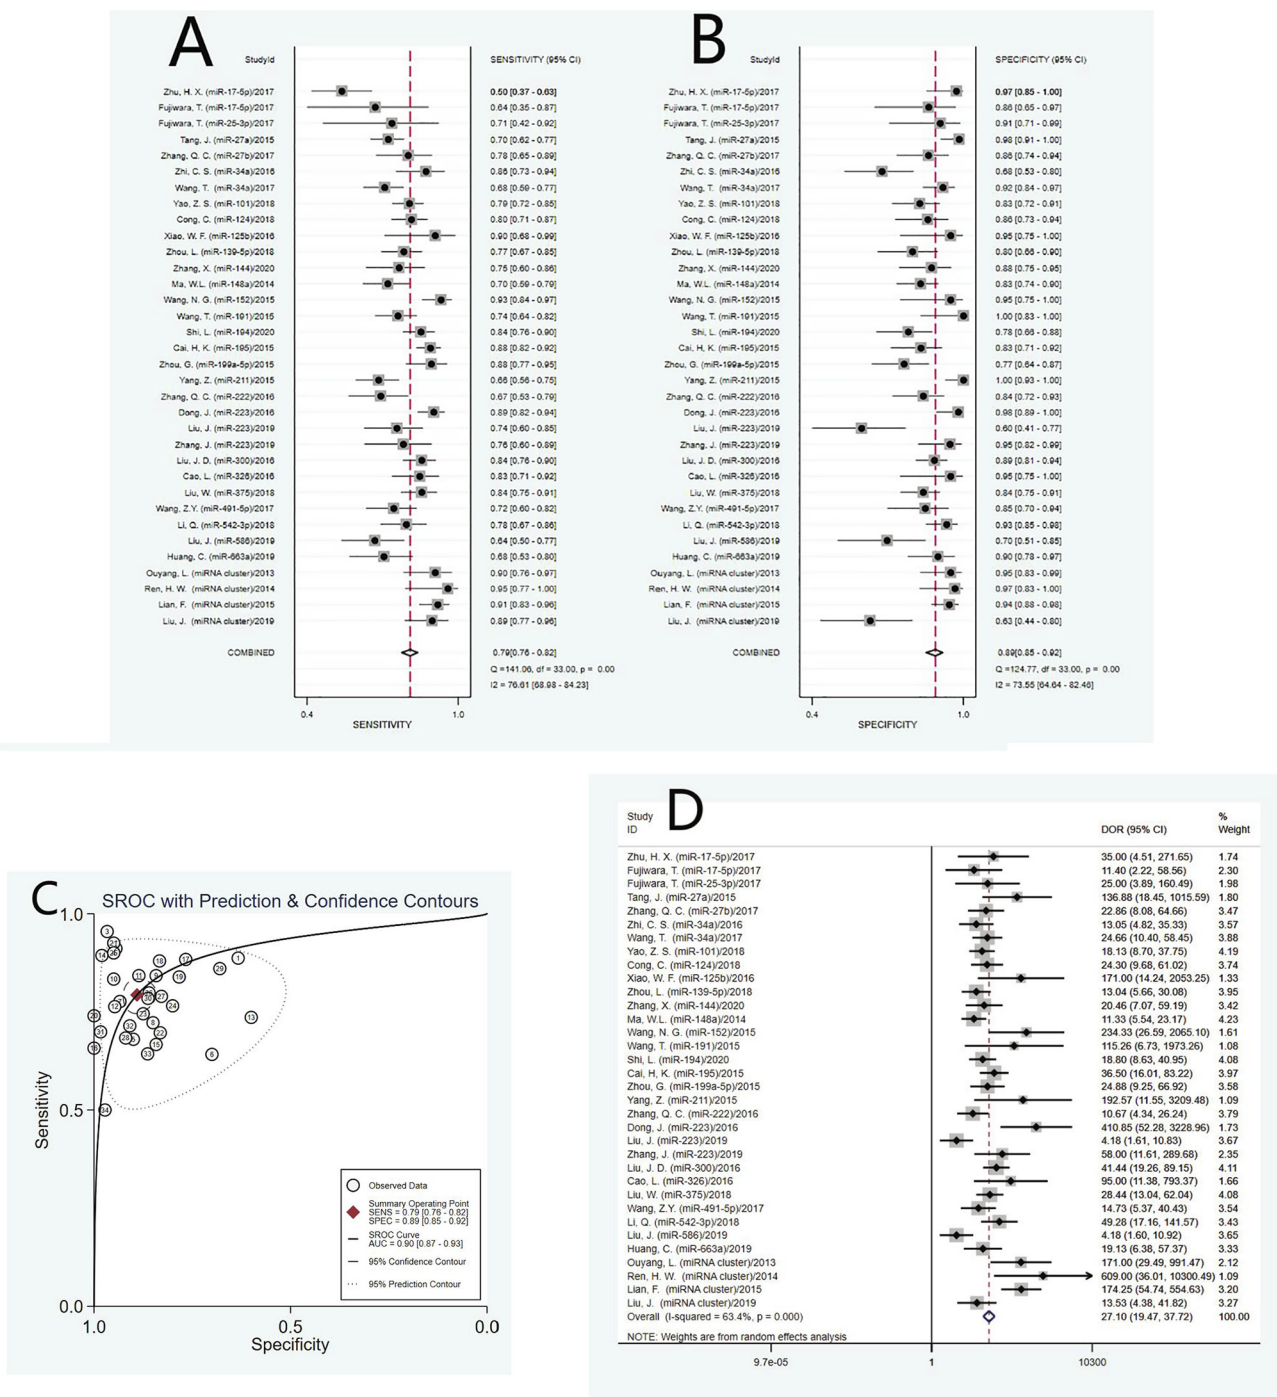 A
StudyId SENSITIVITY (95% CI)
Zhu, H. X. (miR-17-5p)/2017 0.50 [0.37 - 0.63]
Fujiwara, T. (miR-17-5p)/2017 0.64 [0.35 - 0.87]
Fujiwara, T. (miR-25-3p)/2017 0.71 [0.42 - 0.92]
Tang, J. (miR-27a)/2015 0.70 [0.62 - 0.77]
Zhang, Q. C. (miR-27b)/2017 0.78 [0.65 - 0.89]
Zhi, C. S. (miR-34a)/2016 0.86 [0.73 - 0.94]
Wang, T. (miR-34a)/2017 0.68 [0.59 - 0.77]
Yao, Z. S. (miR-101)/2018 0.79 [0.72 - 0.85]
Cong, C. (miR-124)/2018 0.80 [0.71 - 0.87]
Xiao, W. F. (miR-125b)/2016 0.90 [0.68 - 0.99]
Zhou, L. (miR-139-5p)/2018 0.77 [0.67 - 0.85]
Zhang, X. (miR-144)/2020 0.75 [0.60 - 0.86]
Ma, W.L. (miR-148a)/2014 0.70 [0.59 - 0.79]
Wang, N. G. (miR-152)/2015 0.93 [0.84 - 0.97]
Wang, T. (miR-191)/2015 0.74 [0.64 - 0.82]
Shi, L. (miR-194)/2020 0.84 [0.76 - 0.90]
Cai, H, K. (miR-195)/2015 0.88 [0.82 - 0.92]
Zhou, G. (miR-199a-5p)/2015 0.88 [0.77 - 0.95]
Yang, Z. (miR-211)/2015 0.66 [0.56 - 0.75]
Zhang, Q. C. (miR-222)/2016 0.67 [0.53 - 0.79]
Dong, J. (miR-223)/2016 0.89 [0.82 - 0.94]
Liu, J. (miR-223)/2019 0.74 [0.60 - 0.85]
Zhang, J. (miR-223)/2019 0.76 [0.60 - 0.89]
Liu, J. D. (miR-300)/2016 0.84 [0.76 - 0.90]
Cao, L. (miR-326)/2016 0.83 [0.71 - 0.92]
Liu, W. (miR-375)/2018 0.84 [0.75 - 0.91]
Wang, Z.Y. (miR-491-5p)/2017 0.72 [0.60 - 0.82]
Li, Q. (miR-542-3p)/2018 0.78 [0.67 - 0.86]
Liu, J. (miR-586)/2019 0.64 [0.50 - 0.77]
Huang, C. (miR-663a)/2019 0.68 [0.53 - 0.80]
Ouyang, L. (miRNA cluster)/2013 0.90 [0.76 - 0.97]
Ren, H. W. (miRNA cluster)/2014 0.95 [0.77 - 1.00]
Lian, F. (miRNA cluster)/2015 0.91 [0.83 - 0.96]
Liu, J. (miRNA cluster)/2019 0.89 [0.77 - 0.96]
COMBINED 0.79[0.76 - 0.82]
Q =141.06, df = 33.00, p = 0.00
I2 = 76.61 [68.98 - 84.23]
0.4 1.0
SENSITIVITY
B
StudyId SPECIFICITY (95% CI)
Zhu, H. X. (miR-17-5p)/2017 0.97 [0.85 - 1.00]
Fujiwara, T. (miR-17-5p)/2017 0.86 [0.65 - 0.97]
Fujiwara, T. (miR-25-3p)/2017 0.91 [0.71 - 0.99]
Tang, J. (miR-27a)/2015 0.98 [0.91 - 1.00]
Zhang, Q. C. (miR-27b)/2017 0.86 [0.74 - 0.94]
Zhi, C. S. (miR-34a)/2016 0.68 [0.53 - 0.80]
Wang, T. (miR-34a)/2017 0.92 [0.84 - 0.97]
Yao, Z. S. (miR-101)/2018 0.83 [0.72 - 0.91]
Cong, C. (miR-124)/2018 0.86 [0.73 - 0.94]
Xiao, W. F. (miR-125b)/2016 0.95 [0.75 - 1.00]
Zhou, L. (miR-139-5p)/2018 0.80 [0.66 - 0.90]
Zhang, X. (miR-144)/2020 0.88 [0.75 - 0.95]
Ma, W.L. (miR-148a)/2014 0.83 [0.74 - 0.90]
Wang, N. G. (miR-152)/2015 0.95 [0.75 - 1.00]
Wang, T. (miR-191)/2015 1.00 [0.83 - 1.00]
Shi, L. (miR-194)/2020 0.78 [0.66 - 0.88]
Cai, H, K. (miR-195)/2015 0.83 [0.71 - 0.92]
Zhou, G. (miR-199a-5p)/2015 0.77 [0.64 - 0.87]
Yang, Z. (miR-211)/2015 1.00 [0.93 - 1.00]
Zhang, Q. C. (miR-222)/2016 0.84 [0.72 - 0.93]
Dong, J. (miR-223)/2016 0.98 [0.89 - 1.00]
Liu, J. (miR-223)/2019 0.60 [0.41 - 0.77]
Zhang, J. (miR-223)/2019 0.95 [0.82 - 0.99]
Liu, J. D. (miR-300)/2016 0.89 [0.81 - 0.94]
Cao, L. (miR-326)/2016 0.95 [0.75 - 1.00]
Liu, W. (miR-375)/2018 0.84 [0.75 - 0.91]
Wang, Z.Y. (miR-491-5p)/2017 0.85 [0.70 - 0.94]
Li, Q. (miR-542-3p)/2018 0.93 [0.85 - 0.98]
Liu, J. (miR-586)/2019 0.70 [0.51 - 0.85]
Huang, C. (miR-663a)/2019 0.90 [0.78 - 0.97]
Ouyang, L. (miRNA cluster)/2013 0.95 [0.83 - 0.99]
Ren, H. W. (miRNA cluster)/2014 0.97 [0.83 - 1.00]
Lian, F. (miRNA cluster)/2015 0.94 [0.88 - 0.98]
Liu, J. (miRNA cluster)/2019 0.63 [0.44 - 0.80]
COMBINED 0.89[0.85 - 0.92]
Q =124.77, df = 33.00, p = 0.00
I2 = 73.55 [64.64 - 82.46]
0.4 1.0
SPECIFICITY
C
SROC with Prediction & Confidence Contours
Sensitivity
1.0
0.5
0.0
Observed Data
Summary Operating Point
SENS = 0.79 [0.76 - 0.82]
SPEC = 0.89 [0.85 - 0.92]
SROC Curve
AUC = 0.90 [0.87 - 0.93]
95% Confidence Contour
95% Prediction Contour
1.0 0.5 0.0
Specificity
D
Study %
ID DOR (95% CI) Weight
Zhu, H. X. (miR-17-5p)/2017 35.00 (4.51, 271.65) 1.74
Fujiwara, T. (miR-17-5p)/2017 11.40 (2.22, 58.56) 2.30
Fujiwara, T. (miR-25-3p)/2017 25.00 (3.89, 160.49) 1.98
Tang, J. (miR-27a)/2015 136.88 (18.45, 1015.59) 1.80
Zhang, Q. C. (miR-27b)/2017 22.86 (8.08, 64.66) 3.47
Zhi, C. S. (miR-34a)/2016 13.05 (4.82, 35.33) 3.57
Wang, T. (miR-34a)/2017 24.66 (10.40, 58.45) 3.88
Yao, Z. S. (miR-101)/2018 18.13 (8.70, 37.75) 4.19
Cong, C. (miR-124)/2018 24.30 (9.68, 61.02) 3.74
Xiao, W. F. (miR-125b)/2016 171.00 (14.24, 2053.25) 1.33
Zhou, L. (miR-139-5p)/2018 13.04 (5.66, 30.08) 3.95
Zhang, X. (miR-144)/2020 20.46 (7.07, 59.19) 3.42
Ma, W.L. (miR-148a)/2014 11.33 (5.54, 23.17) 4.23
Wang, N. G. (miR-152)/2015 234.33 (26.59, 2065.10) 1.61
Wang, T. (miR-191)/2015 115.26 (6.73, 1973.26) 1.08
Shi, L. (miR-194)/2020 18.80 (8.63, 40.95) 4.08
Cai, H, K. (miR-195)/2015 36.50 (16.01, 83.22) 3.97
Zhou, G. (miR-199a-5p)/2015 24.88 (9.25, 66.92) 3.58
Yang, Z. (miR-211)/2015 192.57 (11.55, 3209.48) 1.09
Zhang, Q. C. (miR-222)/2016 10.67 (4.34, 26.24) 3.79
Dong, J. (miR-223)/2016 410.85 (52.28, 3228.96) 1.73
Liu, J. (miR-223)/2019 4.18 (1.61, 10.83) 3.67
Zhang, J. (miR-223)/2019 58.00 (11.61, 289.68) 2.35
Liu, J. D. (miR-300)/2016 41.44 (19.26, 89.15) 4.11
Cao, L. (miR-326)/2016 95.00 (11.38, 793.37) 1.66
Liu, W. (miR-375)/2018 28.44 (13.04, 62.04) 4.08
Wang, Z.Y. (miR-491-5p)/2017 14.73 (5.37, 40.43) 3.54
Li, Q. (miR-542-3p)/2018 49.28 (17.16, 141.57) 3.43
Liu, J. (miR-586)/2019 4.18 (1.60, 10.92) 3.65
Huang, C. (miR-663a)/2019 19.13 (6.38, 57.37) 3.33
Ouyang, L. (miRNA cluster)/2013 171.00 (29.49, 991.47) 2.12
Ren, H. W. (miRNA cluster)/2014 609.00 (36.01, 10300.49) 1.09
Lian, F. (miRNA cluster)/2015 174.25 (54.74, 554.63) 3.20
Liu, J. (miRNA cluster)/2019 13.53 (4.38, 41.82) 3.27
Overall (I-squared = 63.4%, p = 0.000) 27.10 (19.47, 37.72) 100.00
NOTE: Weights are from random effects analysis
9.7e-05 1 10300